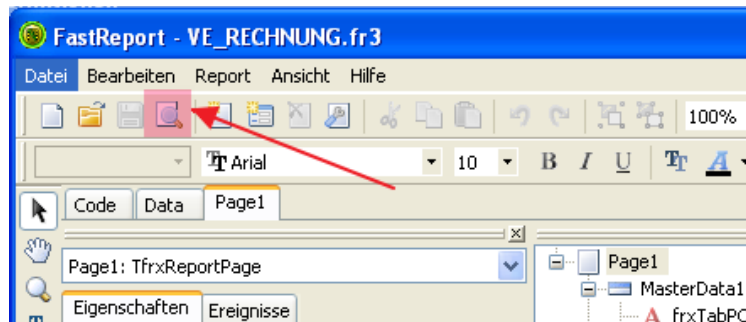 FastReport - VE_RECHNUNG.fr3
Datei Bearbeiten Report Ansicht Hilfe
100%
Arial 10 B I U
Code Data Page1
Page1: TfrxReportPage
Page1
MasterData1
Eigenschaften Ereignisse